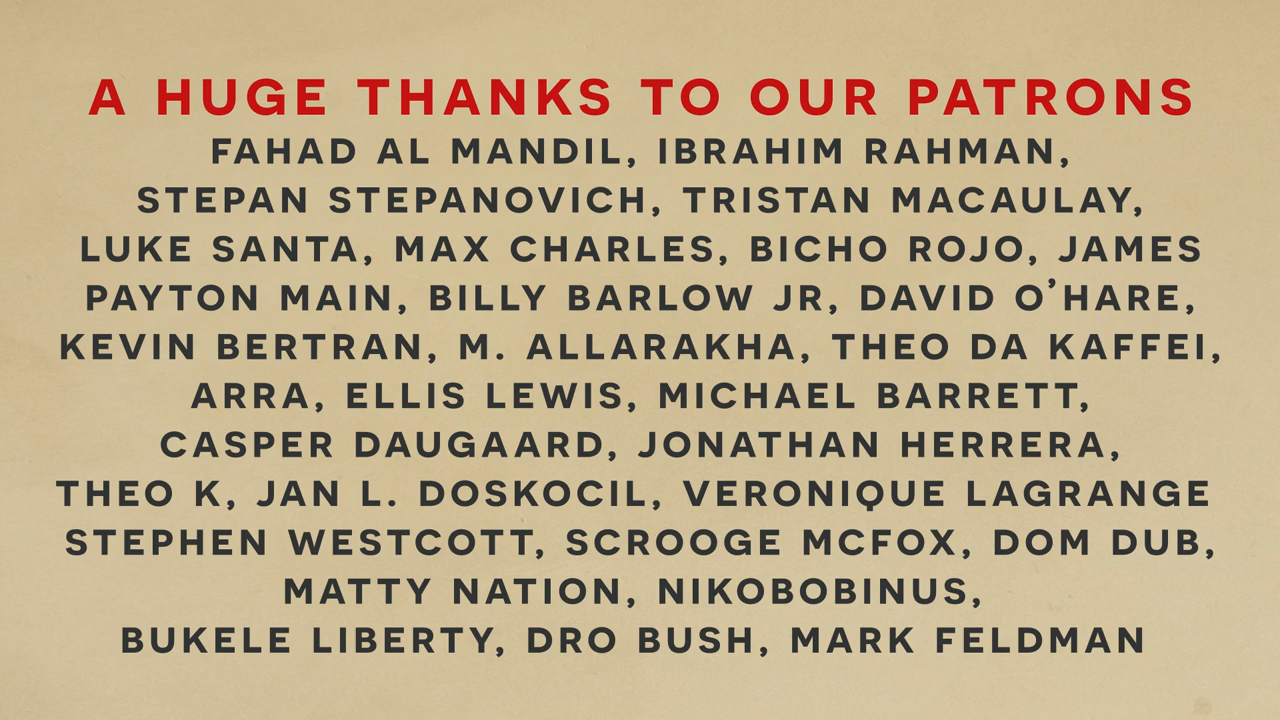 A HUGE THANKS TO OUR PATRONS
FAHAD AL MANDIL, IBRAHIM RAHMAN,
STEPAN STEPANOVICH, TRISTAN MACAULAY,
LUKE SANTA, MAX CHARLES, BICHO ROJO, JAMES
PAYTON MAIN, BILLY BARLOW JR, DAVID O’HARE,
KEVIN BERTRAN, M. ALLARAKHA, THEO DA KAFFEI,
ARRA, ELLIS LEWIS, MICHAEL BARRETT,
CASPER DAUGAARD, JONATHAN HERRERA,
THEO K, JAN L. DOSKOCIL, VERONIQUE LAGRANGE
STEPHEN WESTCOTT, SCROOGE MCFOX, DOM DUB,
MATTY NATION, NIKOBOBINUS,
BUKELE LIBERTY, DRO BUSH, MARK FELDMAN